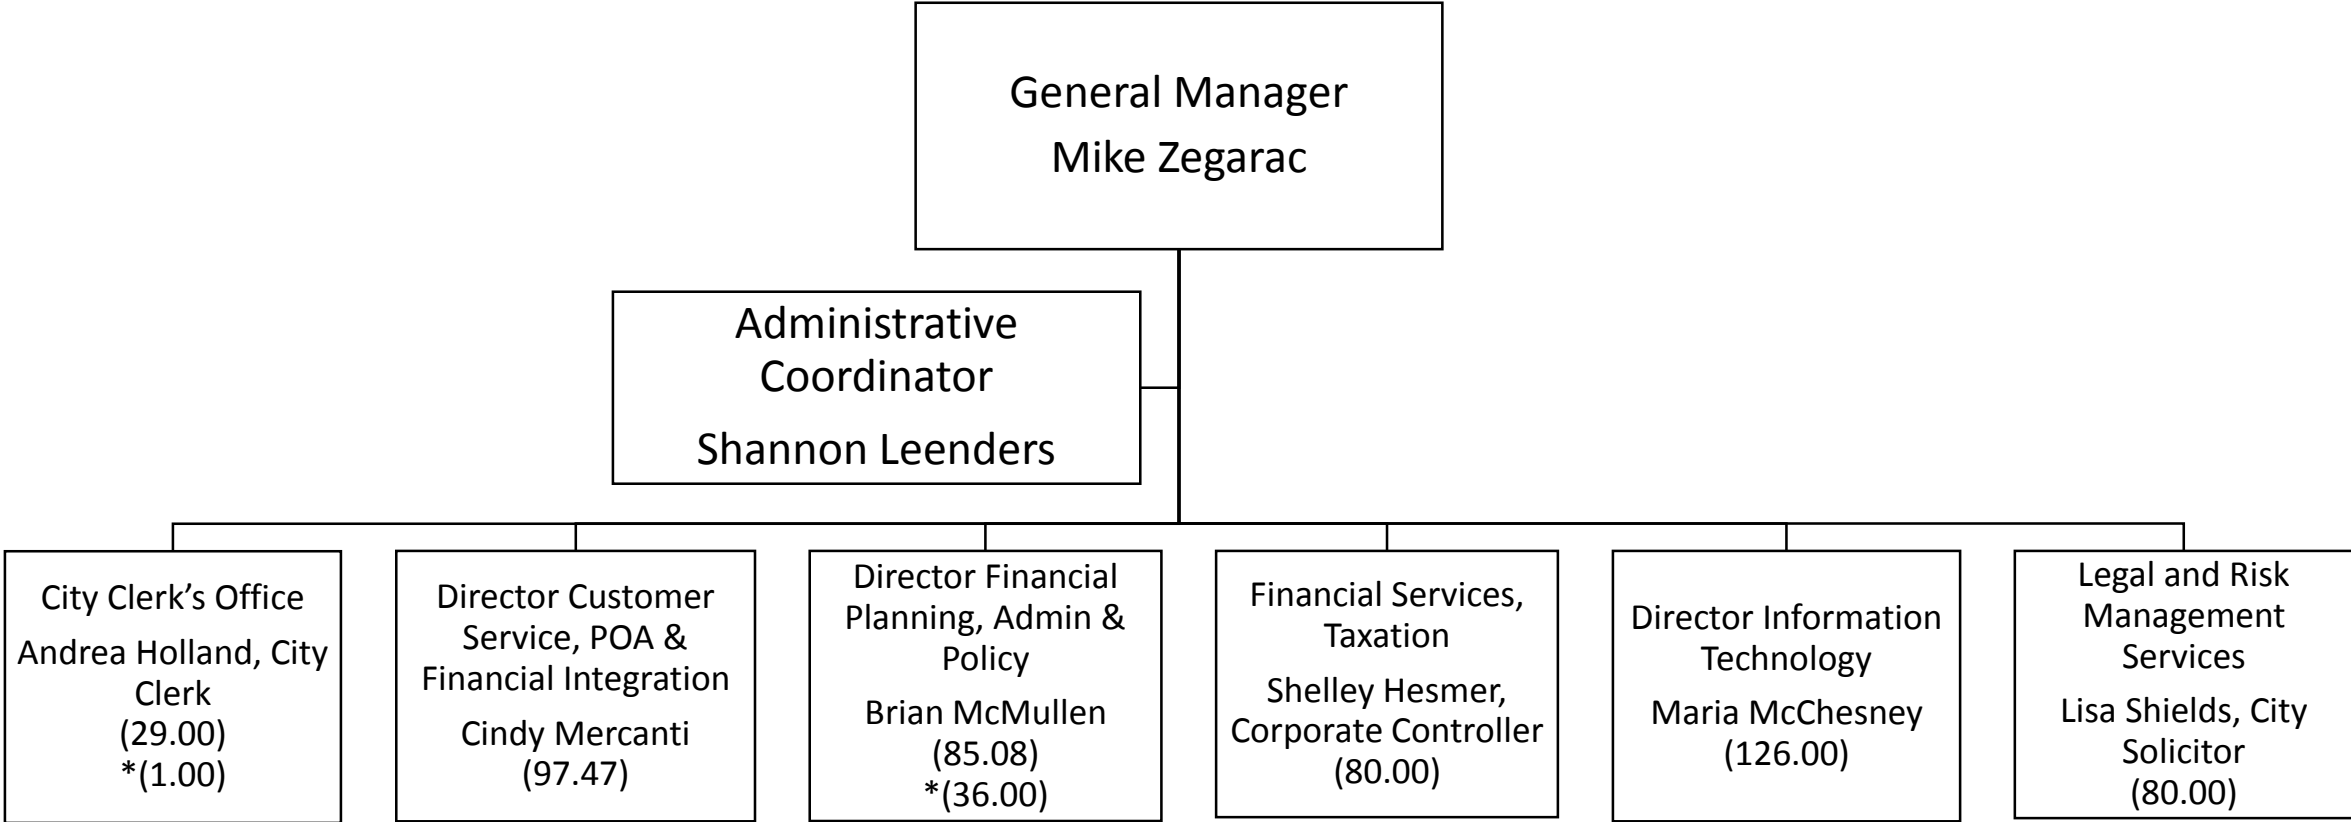 General Manager
Mike Zegarac
Administrative
Coordinator
Shannon Leenders
City Clerk’s Office
Andrea Holland, City
Clerk
(29.00)
*(1.00)
Director Customer
Service, POA &
Financial Integration
Cindy Mercanti
(97.47)
Director Financial
Planning, Admin &
Policy
Brian McMullen
(85.08)
*(36.00)
Financial Services,
Taxation
Shelley Hesmer,
Corporate Controller
(80.00)
Director Information
Technology
Maria McChesney
(126.00)
Legal and Risk
Management
Services
Lisa Shields, City
Solicitor
(80.00)